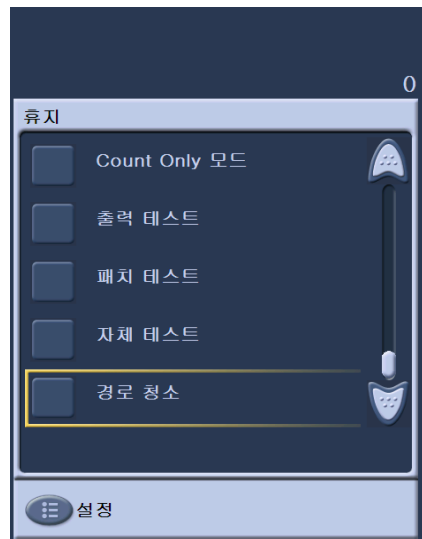 0
휴지
Count Only 모드
출력 테스트
패치 테스트
자체 테스트
경로 청소
설정